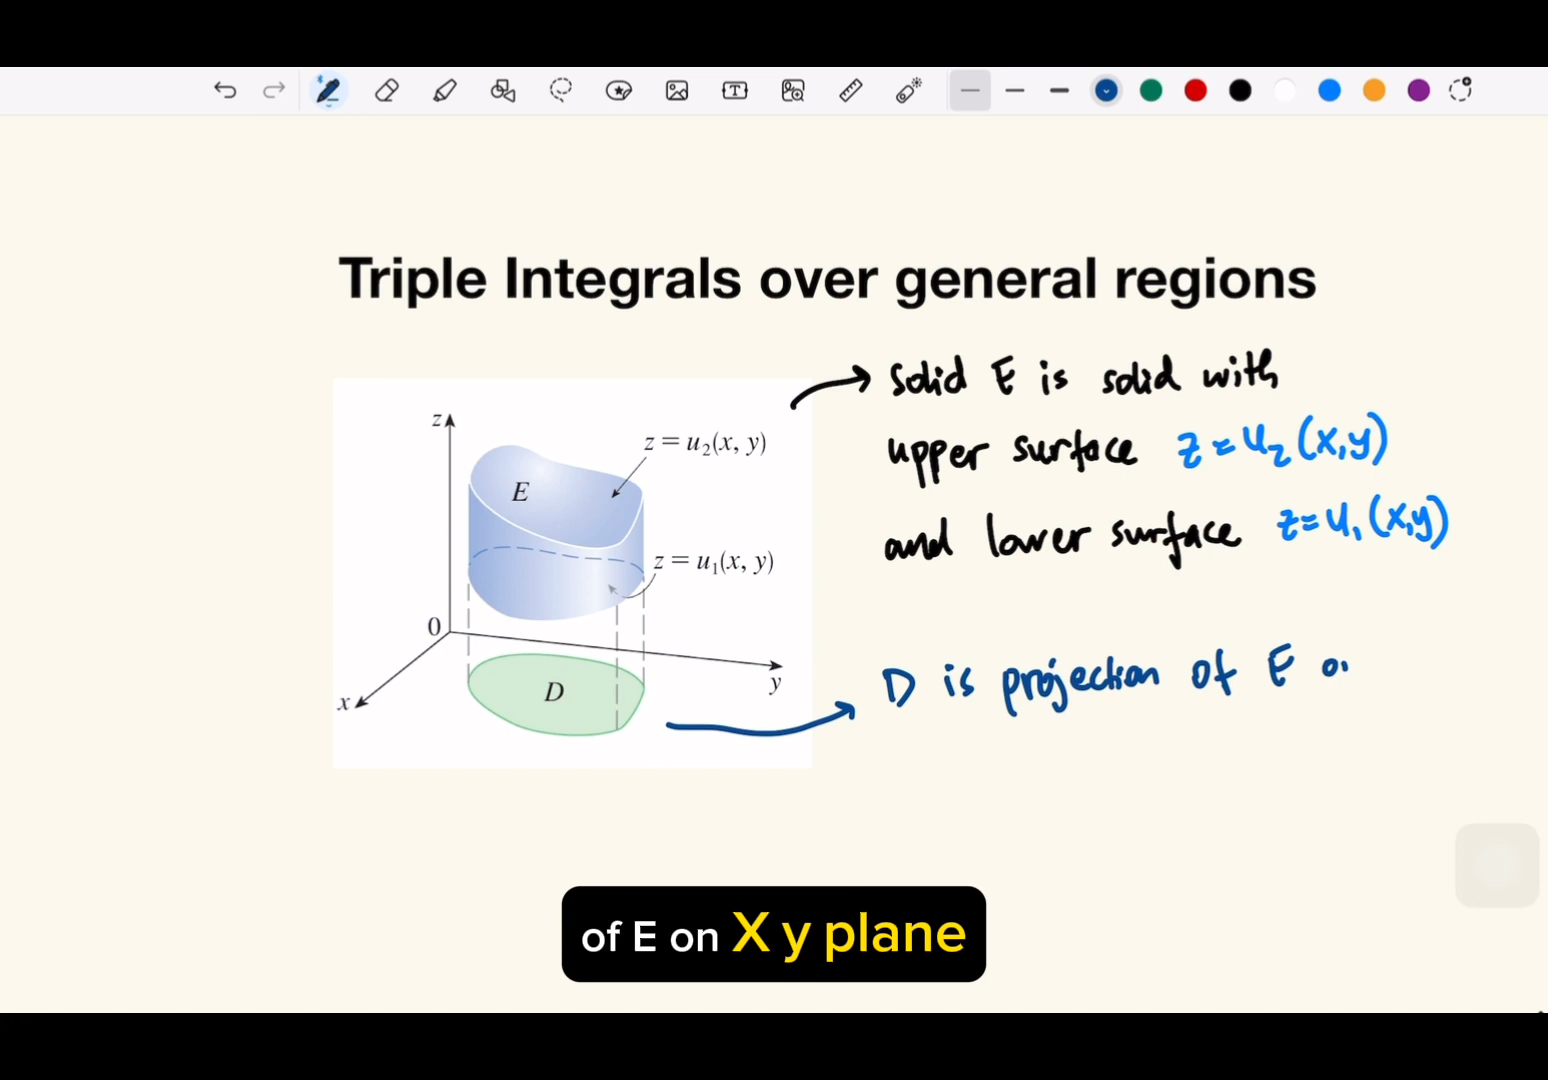 Triple Integrals over general regions
z
z = u₂(x, y)
E
z = u₁(x, y)
0
D
x
y
Solid E is solid with
upper surface z = u₂ (x,y)
and lower surface z = u₁ (x,y)
D is projection of E
of E on X y plane